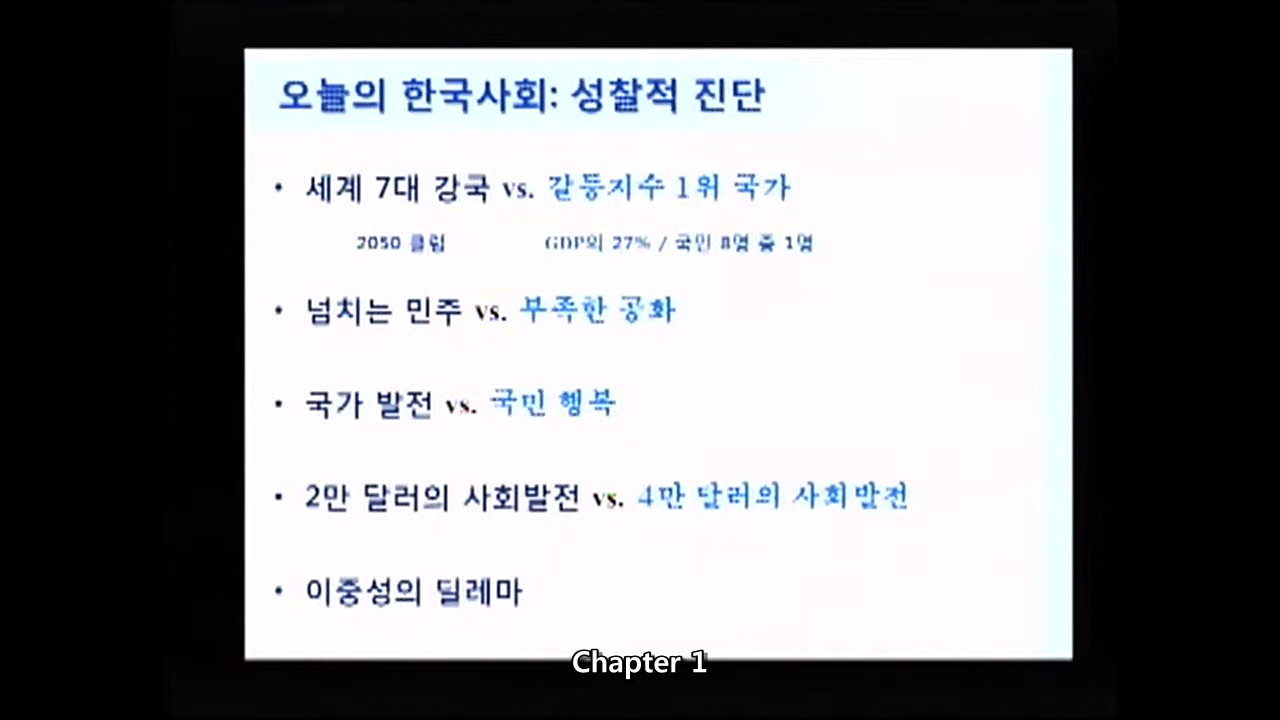 오늘의 한국사회: 성찰적 진단
• 세계 7대 강국 vs. 갈등지수 1위 국가
2050 클럽 GDP의 27% / 국민 8명 중 1명
• 넘치는 민주 vs. 부족한 공화
• 국가 발전 vs. 국민 행복
• 2만 달러의 사회발전 vs. 4만 달러의 사회발전
• 이중성의 딜레마
Chapter 1